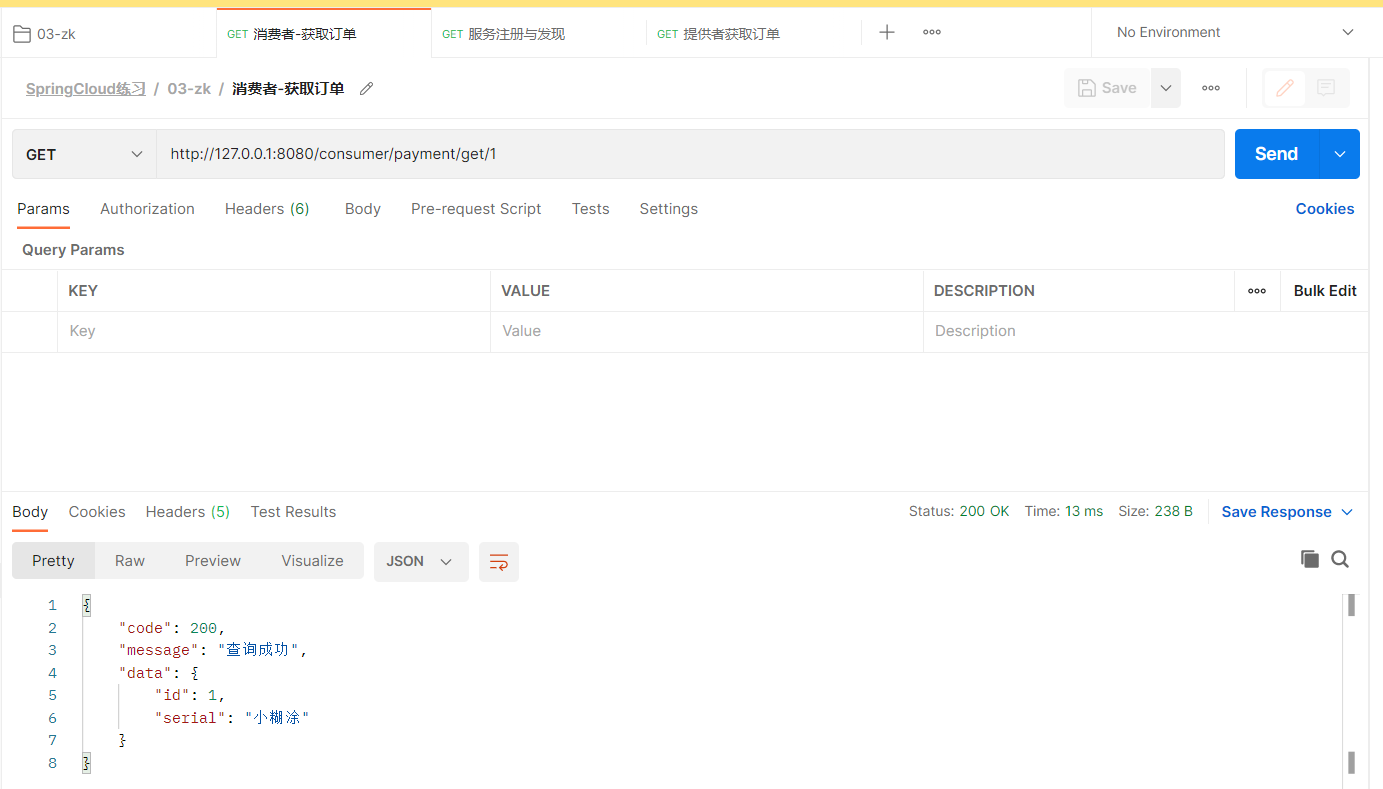 03-zk GET 消费者-获取订单 GET 服务注册与发现 GET 提供者获取订单 No Environment
SpringCloud练习 / 03-zk / 消费者-获取订单 Save
GET http://127.0.0.1:8080/consumer/payment/get/1 Send
Params Authorization Headers (6) Body Pre-request Script Tests Settings Cookies
Query Params
KEY VALUE DESCRIPTION Bulk Edit
Key Value Description
Body Cookies Headers (5) Test Results Status: 200 OK Time: 13 ms Size: 238 B Save Response
Pretty Raw Preview Visualize JSON
1 {
2 "code": 200,
3 "message": "查询成功",
4 "data": {
5 "id": 1,
6 "serial": "小糊涂"
7 }
8 }